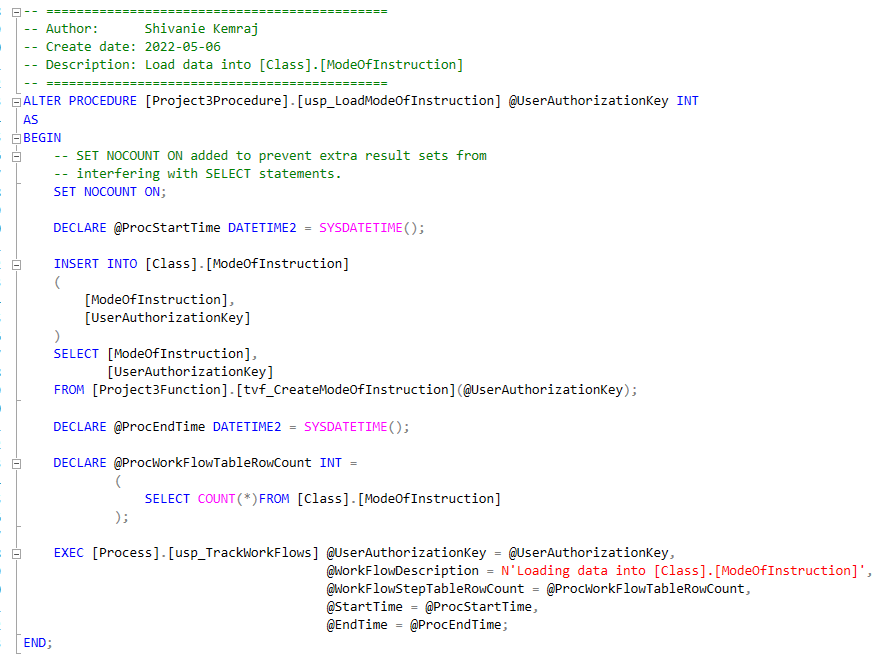 -- =============================================
-- Author:      Shivanie Kemraj
-- Create date: 2022-05-06
-- Description: Load data into [Class].[ModeOfInstruction]
-- =============================================
ALTER PROCEDURE [Project3Procedure].[usp_LoadModeOfInstruction] @UserAuthorizationKey INT
AS
BEGIN
    -- SET NOCOUNT ON added to prevent extra result sets from
    -- interfering with SELECT statements.
    SET NOCOUNT ON;

    DECLARE @ProcStartTime DATETIME2 = SYSDATETIME();

    INSERT INTO [Class].[ModeOfInstruction]
    (
        [ModeOfInstruction],
        [UserAuthorizationKey]
    )
    SELECT [ModeOfInstruction],
           [UserAuthorizationKey]
    FROM [Project3Function].[tvf_CreateModeOfInstruction](@UserAuthorizationKey);

    DECLARE @ProcEndTime DATETIME2 = SYSDATETIME();

    DECLARE @ProcWorkFlowTableRowCount INT =
            (
                SELECT COUNT(*)FROM [Class].[ModeOfInstruction]
            );

    EXEC [Process].[usp_TrackWorkFlows] @UserAuthorizationKey = @UserAuthorizationKey,
                                        @WorkFlowDescription = N'Loading data into [Class].[ModeOfInstruction]',
                                        @WorkFlowStepTableRowCount = @ProcWorkFlowTableRowCount,
                                        @StartTime = @ProcStartTime,
                                        @EndTime = @ProcEndTime;
END;